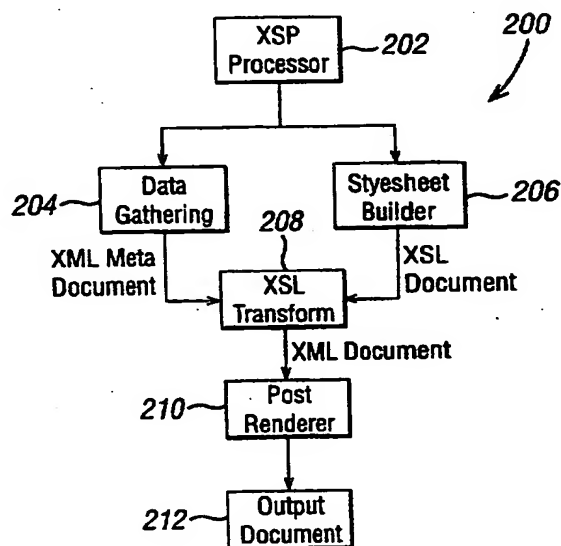 XSP
Processor
202
200
Data
Gathering
204
Styesheet
Builder
206
208
XML Meta
Document
XSL
Transform
XSL
Document
XML Document
Post
Renderer
210
Output
Document
212